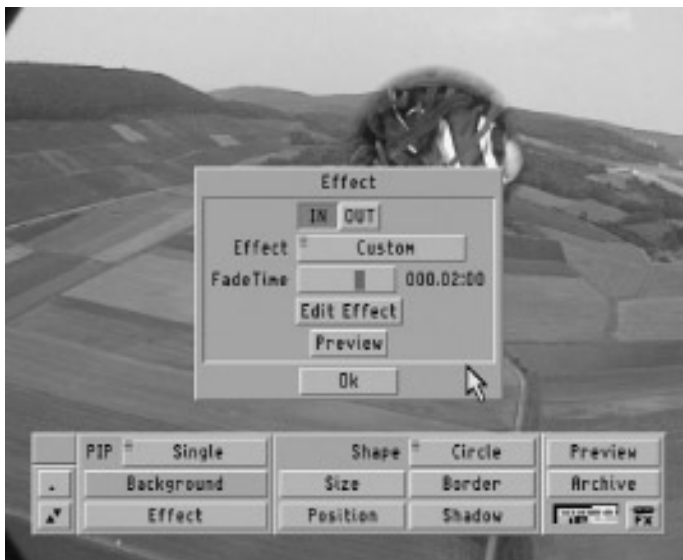 Effect
IN OUT
Effect Custom
FadeTime 000.02:00
Edit Effect
Preview
Ok
PIP Single Shape Circle Preview
Background Size Border Archive
Effect Position Shadow FX